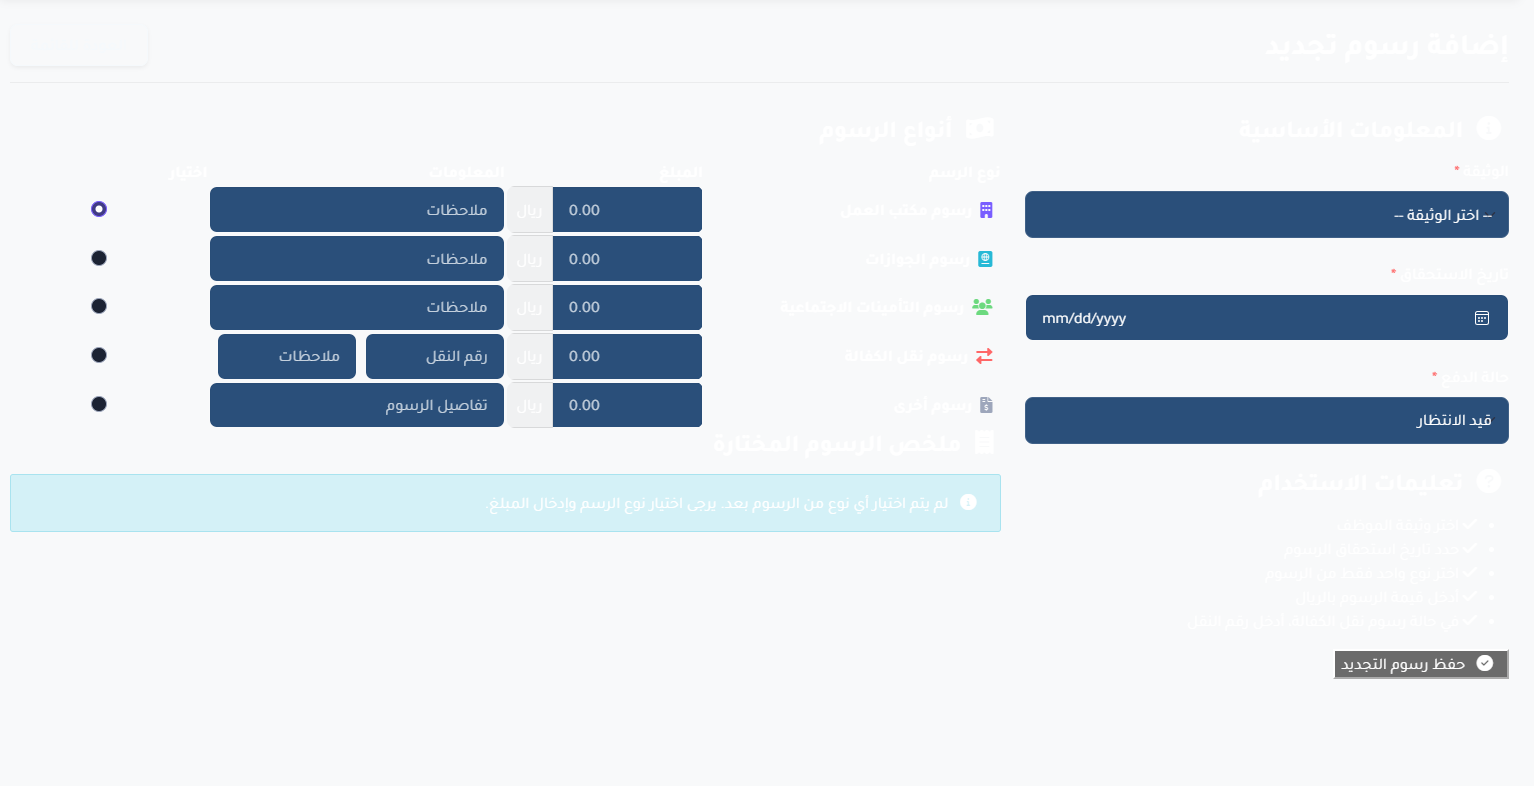 إضافة رسوم تجديد
المعلومات الأساسية
الوثيقة *
-- اختر الوثيقة --
تاريخ الاستحقاق *
mm/dd/yyyy
حالة الدفع *
قيد الانتظار
تعليمات الاستخدام
اختر وثيقة الموظف
حدد تاريخ استحقاق الرسوم
اختر نوع واحد فقط من الرسوم
أدخل قيمة الرسوم بالريال
في حالة رسوم نقل الكفالة، أدخل رقم النقل
حفظ رسوم التجديد
أنواع الرسوم
نوع الرسم المبلغ المعلومات اختيار
رسوم مكتب العمل 0.00 ريال ملاحظات
رسوم الجوازات 0.00 ريال ملاحظات
رسوم التأمينات الاجتماعية 0.00 ريال ملاحظات
رسوم نقل الكفالة 0.00 ريال رقم النقل ملاحظات
رسوم أخرى 0.00 ريال تفاصيل الرسوم
ملخص الرسوم المختارة
لم يتم اختيار أي نوع من الرسوم بعد. يرجى اختيار نوع الرسم وإدخال المبلغ.